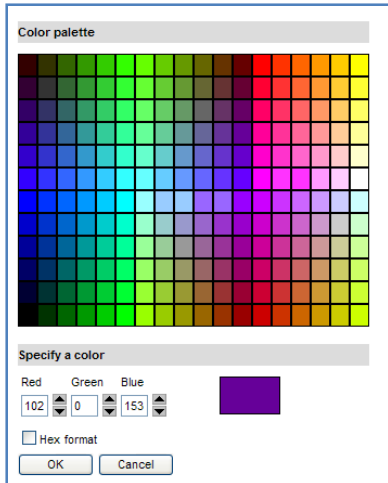 Color palette
Specify a color
Red Green Blue
102 0 153
Hex format
OK Cancel